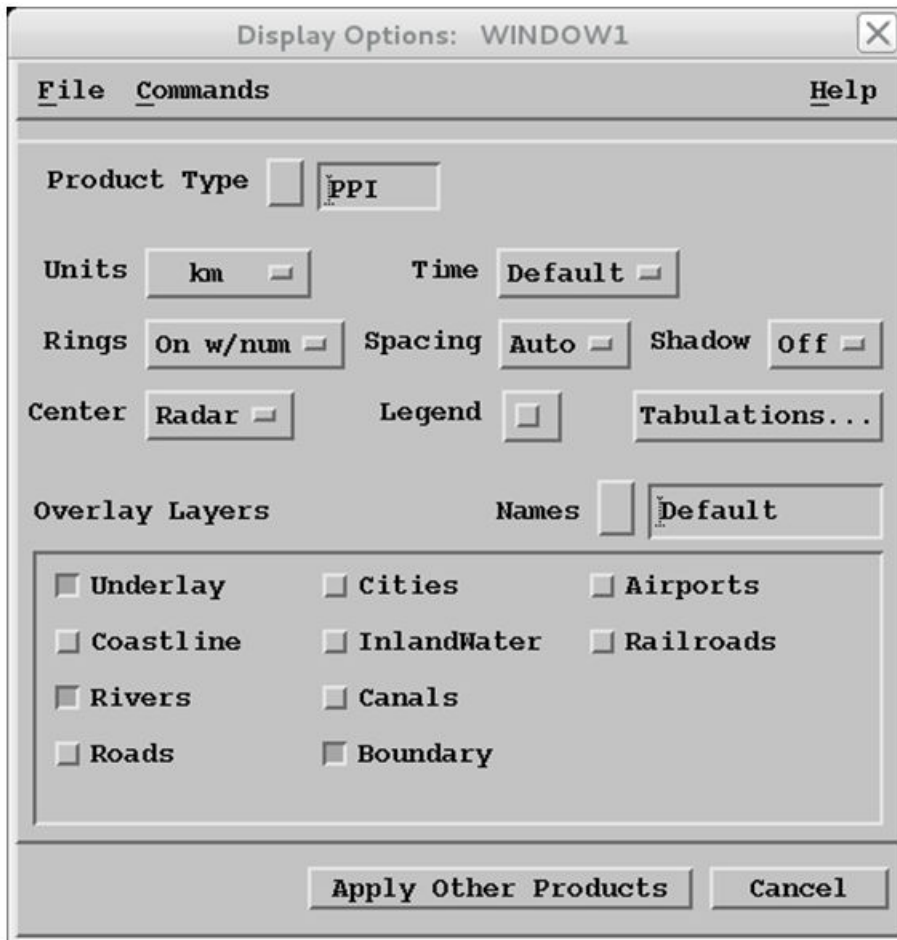 Display Options: WINDOW1
File Commands Help
Product Type PPI
Units km Time Default
Rings On w/num Spacing Auto Shadow Off
Center Radar Legend Tabulations...
Overlay Layers Names Default
Underlay Cities Airports
Coastline InlandWater Railroads
Rivers Canals
Roads Boundary
Apply Other Products Cancel